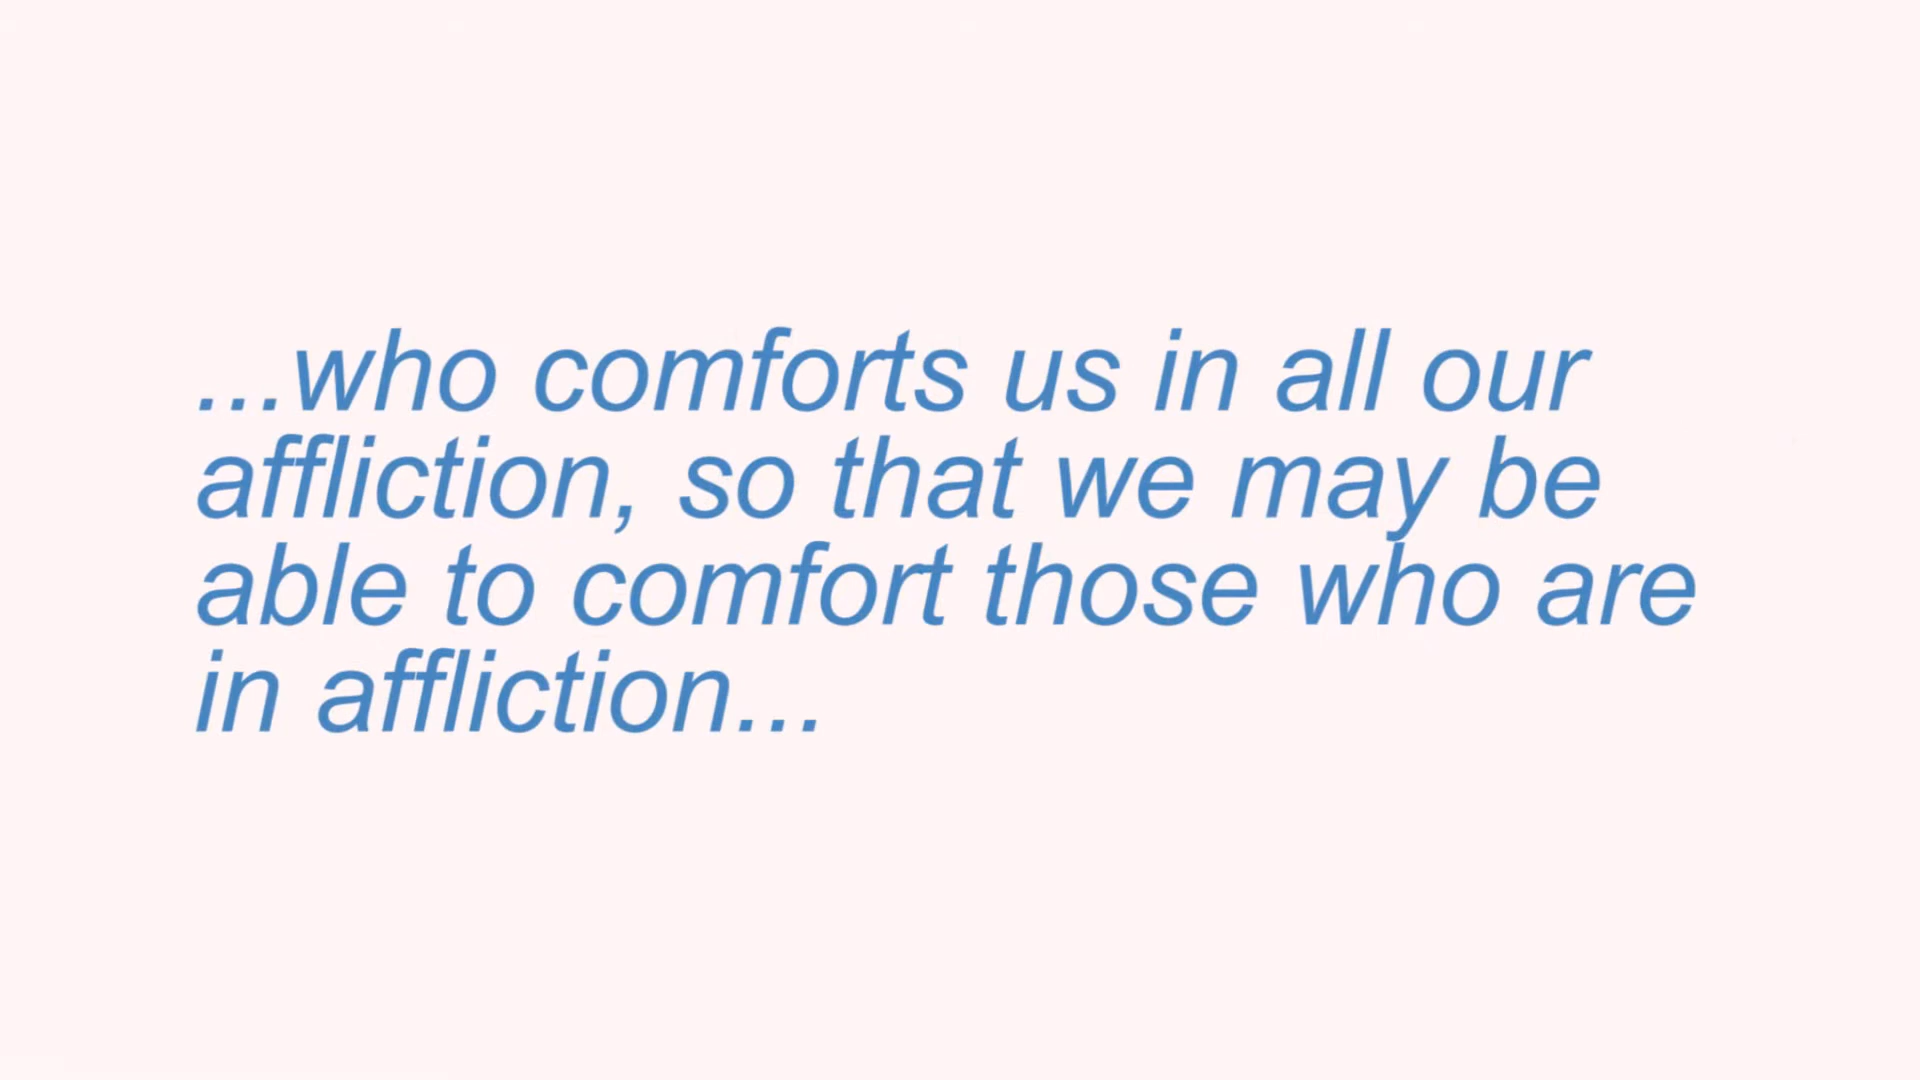 ...who comforts us in all our
affliction, so that we may be
able to comfort those who are
in affliction...